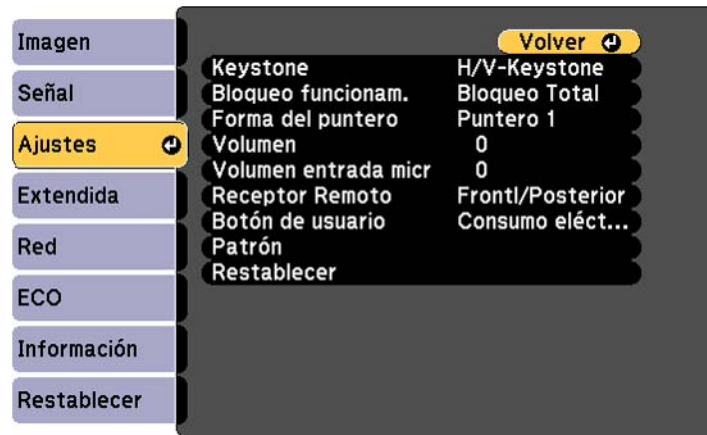 Imagen
Señal
Ajustes
Extendida
Red
ECO
Información
Restablecer
Volver
Keystone H/V-Keystone
Bloqueo funcionam. Bloqueo Total
Forma del puntero Puntero 1
Volumen 0
Volumen entrada micr 0
Receptor Remoto Frontl/Posterior
Botón de usuario Consumo eléct...
Patrón
Restablecer